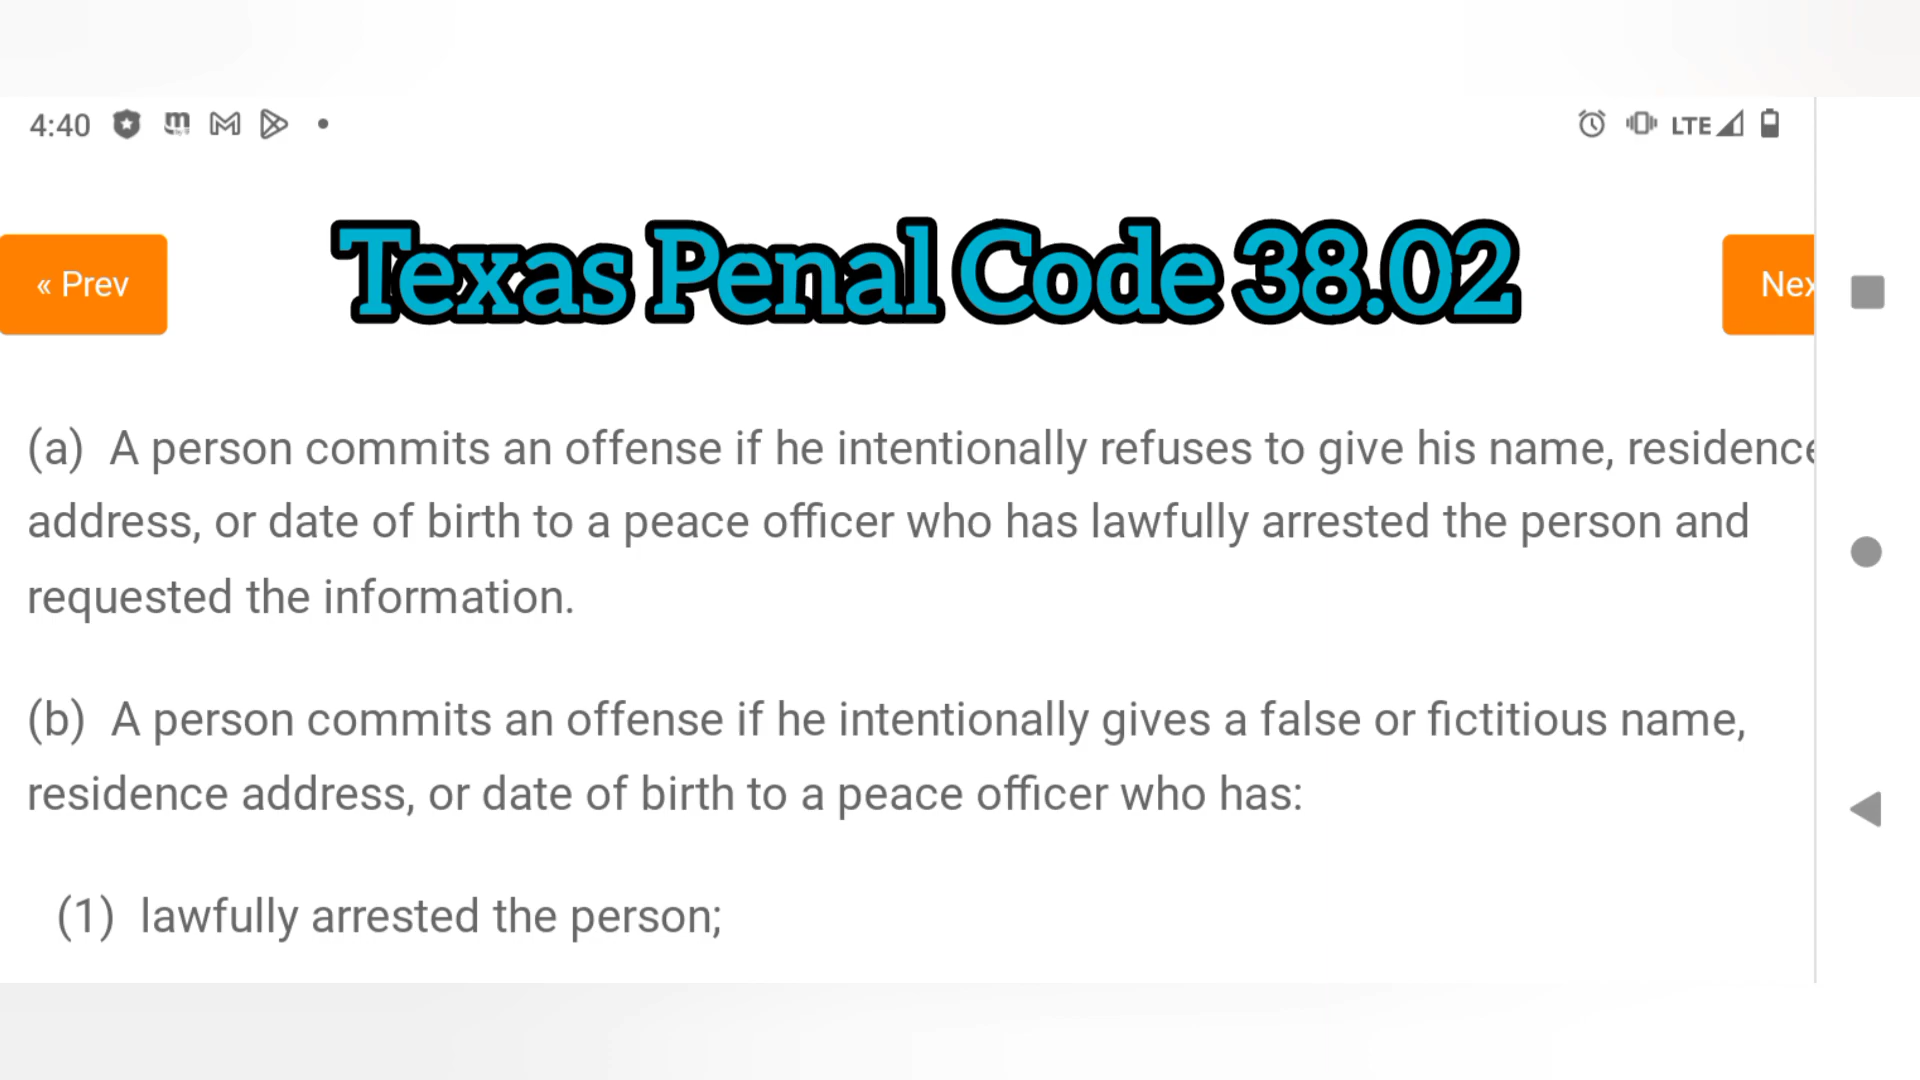 4:40
LTE
« Prev
Texas Penal Code 38.02
Nex
(a) A person commits an offense if he intentionally refuses to give his name, residence
address, or date of birth to a peace officer who has lawfully arrested the person and
requested the information.
(b) A person commits an offense if he intentionally gives a false or fictitious name,
residence address, or date of birth to a peace officer who has:
(1) lawfully arrested the person;